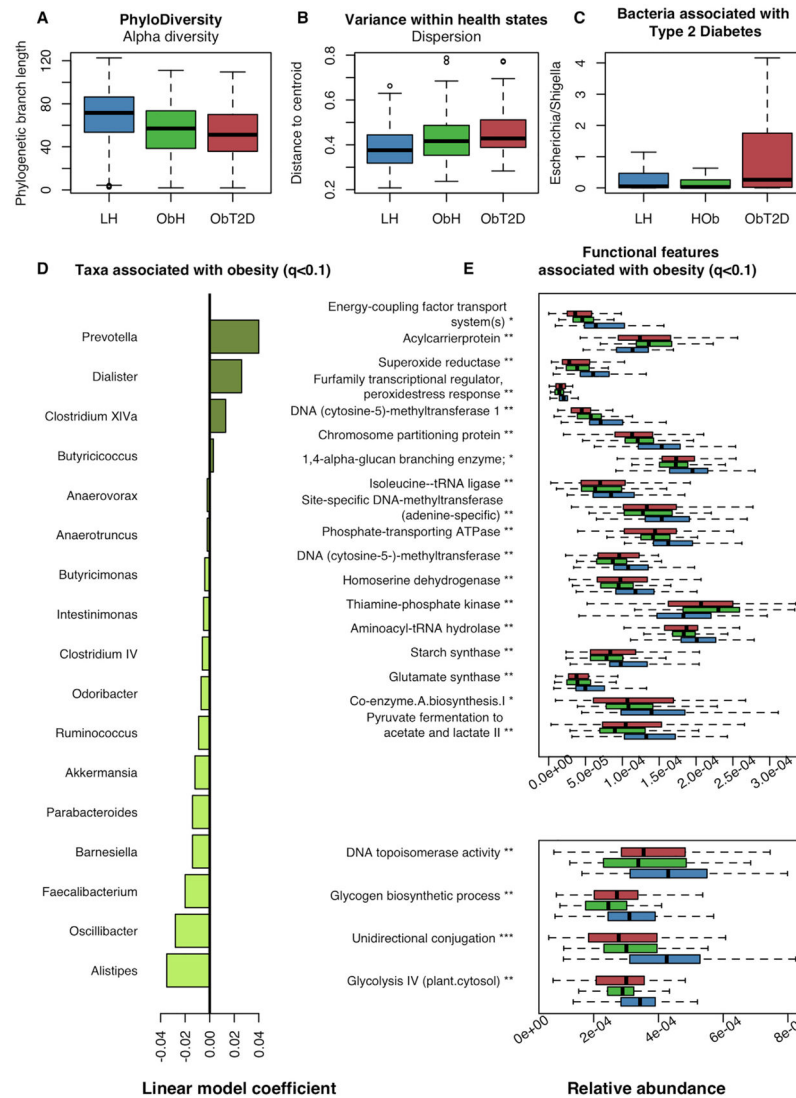 A
PhyloDiversity
Alpha diversity
Phylogenetic branch length
0
40
80
120
LH
ObH
ObT2D
B
Variance within health states
Dispersion
Distance to centroid
0.2
0.4
0.6
0.8
LH
ObH
ObT2D
C
Bacteria associated with
Type 2 Diabetes
Escherichia/Shigella
0
1
2
3
4
LH
HOb
ObT2D
D
Taxa associated with obesity (q<0.1)
Prevotella
Dialister
Clostridium XIVa
Butyricicoccus
Anaerovorax
Anaerotruncus
Butyricimonas
Intestinimonas
Clostridium IV
Odoribacter
Ruminococcus
Akkermansia
Parabacteroides
Barnesiella
Faecalibacterium
Oscillibacter
Alistipes
-0.04
-0.02
0.00
0.02
0.04
Linear model coefficient
E
Functional features
associated with obesity (q<0.1)
Energy-coupling factor transport
system(s) *
Acylcarrierprotein **
Superoxide reductase **
Furfamily transcriptional regulator,
peroxidestress response **
DNA (cytosine-5)-methyltransferase 1 **
Chromosome partitioning protein **
1,4-alpha-glucan branching enzyme; *
Isoleucine--tRNA ligase **
Site-specific DNA-methyltransferase
(adenine-specific) **
Phosphate-transporting ATPase **
DNA (cytosine-5-)-methyltransferase **
Homoserine dehydrogenase **
Thiamine-phosphate kinase **
Aminoacyl-tRNA hydrolase **
Starch synthase **
Glutamate synthase **
Co-enzyme.A.biosynthesis.I *
Pyruvate fermentation to
acetate and lactate II **
0.0e+00
5.0e-05
1.0e-04
1.5e-04
2.0e-04
2.5e-04
3.0e-04
DNA topoisomerase activity **
Glycogen biosynthetic process **
Unidirectional conjugation ***
Glycolysis IV (plant.cytosol) **
0e+00
2e-04
4e-04
6e-04
Relative abundance